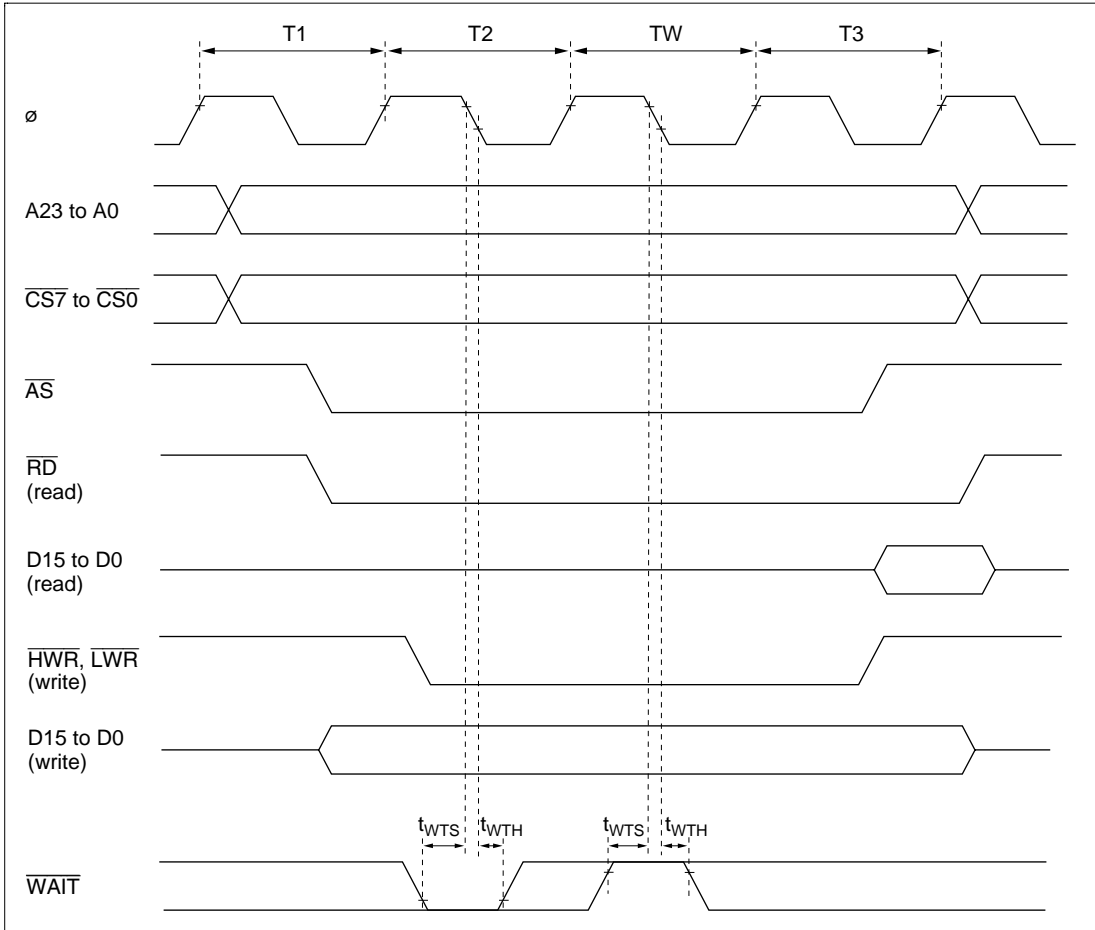 T1 T2 TW T3
ø
A23 to A0
CS7 to CS0
AS
RD
(read)
D15 to D0
(read)
HWR, LWR
(write)
D15 to D0
(write)
tWTS tWTH tWTS tWTH
WAIT